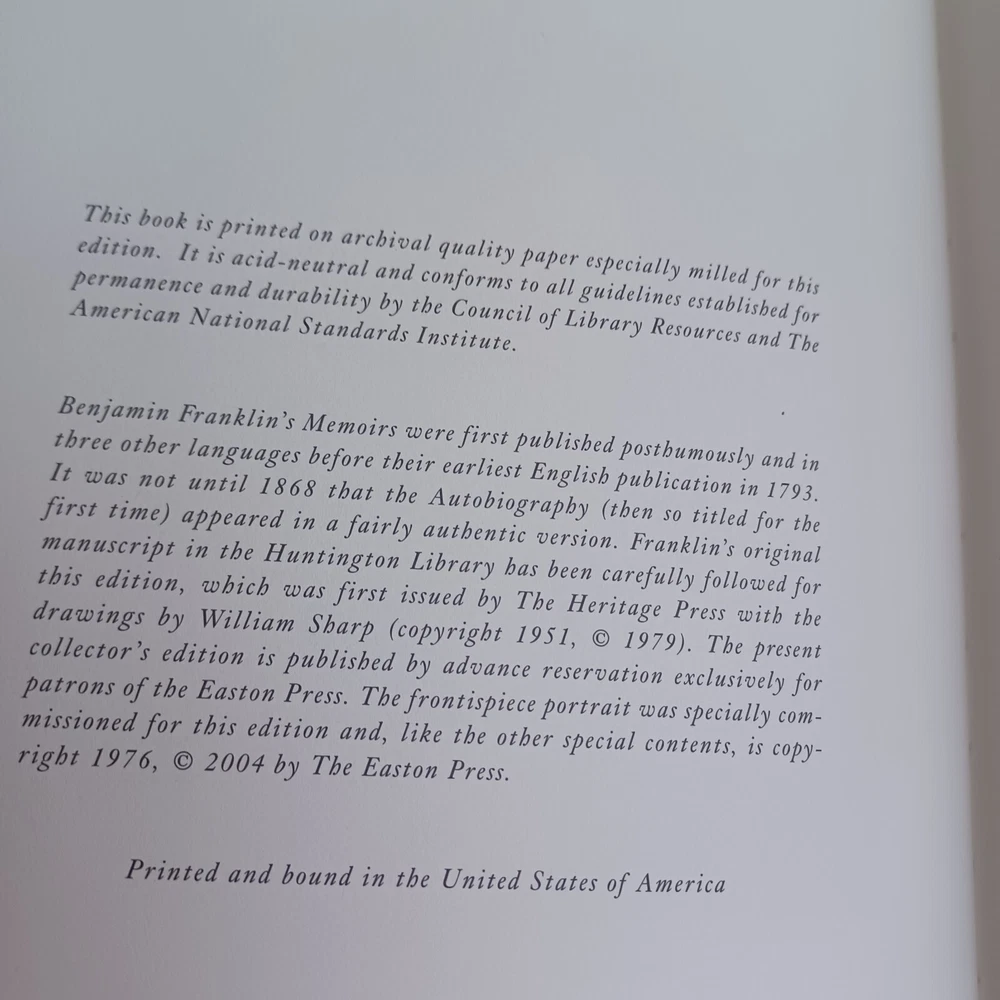 This book is printed on archival quality paper especially milled for this
edition. It is acid-neutral and conforms to all guidelines established for
permanence and durability by the Council of Library Resources and The
American National Standards Institute.
Benjamin Franklin's Memoirs were first published posthumously and in
three other languages before their earliest English publication in 1793.
It was not until 1868 that the Autobiography (then so titled for the
first time) appeared in a fairly authentic version. Franklin's original
manuscript in the Huntington Library has been carefully followed for
this edition, which was first issued by The Heritage Press with the
drawings by William Sharp (copyright 1951, © 1979). The present
collector's edition is published by advance reservation exclusively for
patrons of the Easton Press. The frontispiece portrait was specially com-
missioned for this edition and, like the other special contents, is copy-
right 1976, © 2004 by The Easton Press.
Printed and bound in the United States of America